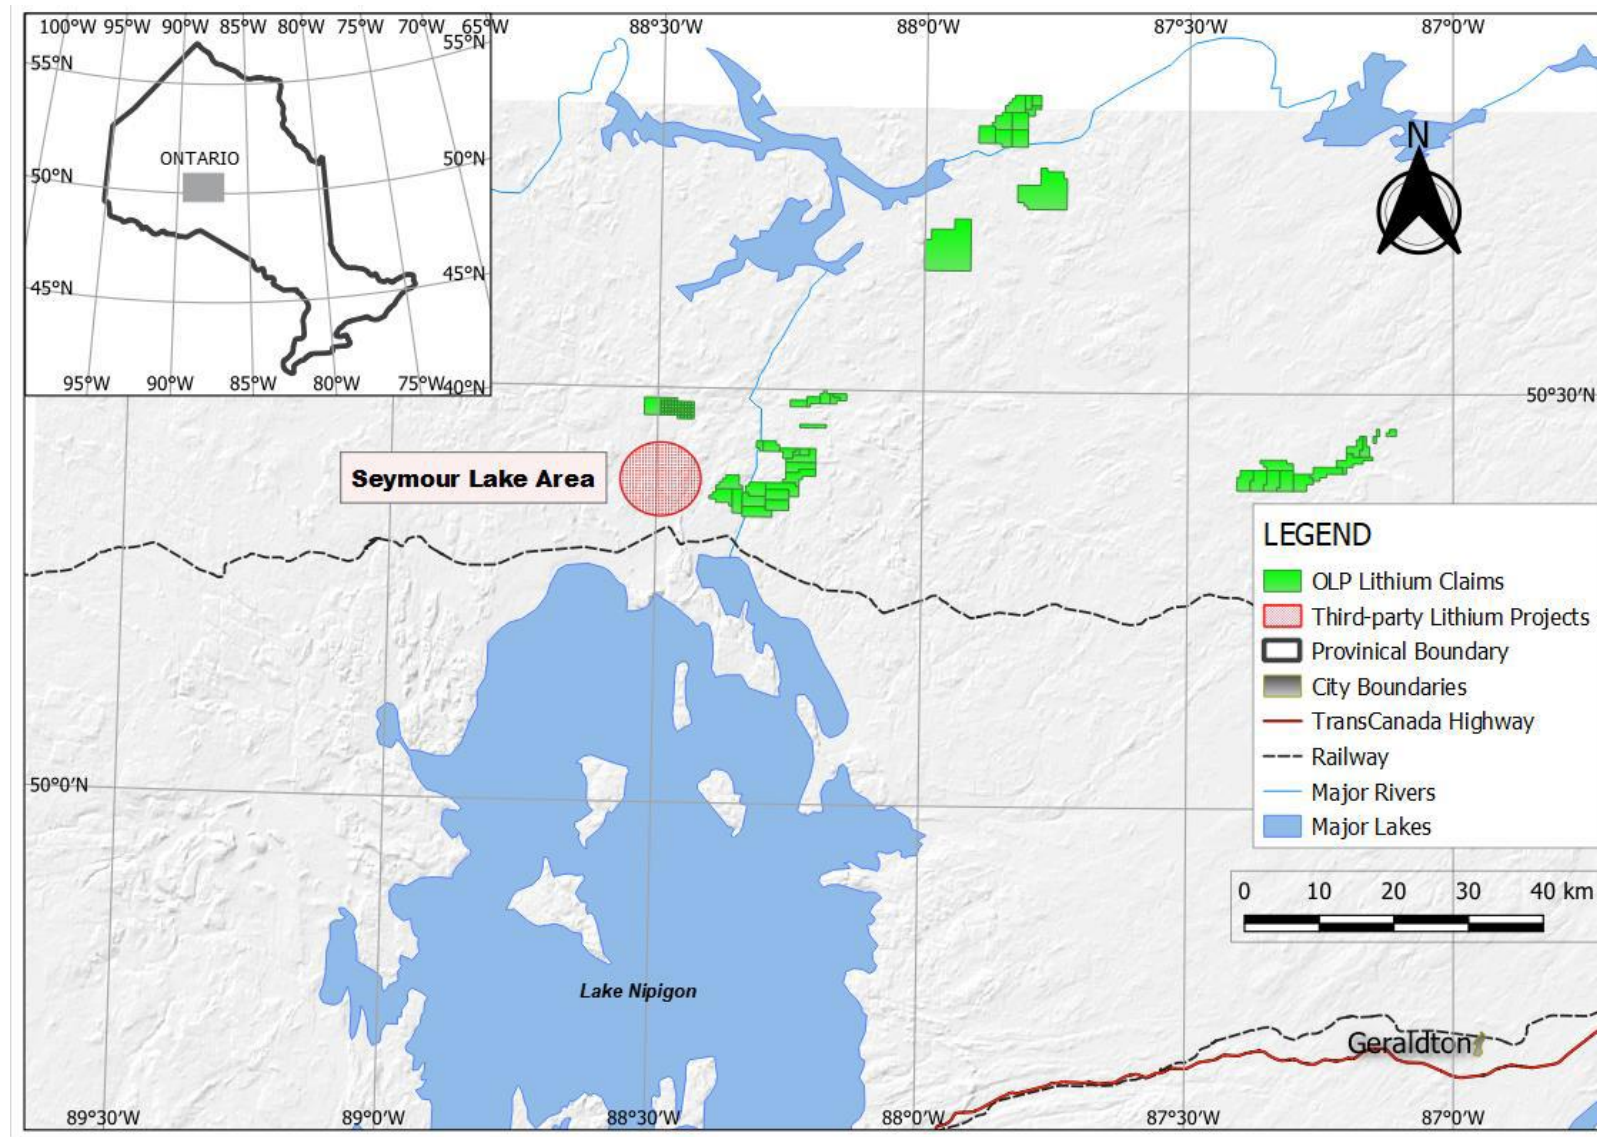 100°W 95°W 90°W 85°W 80°W 75°W 70°W 65°W
88°30'W 88°0'W 87°30'W 87°0'W
55°N
55°N
50°N
50°N
45°N
45°N
40°N
ONTARIO
95°W 90°W 85°W 80°W 75°W
N
50°30'N
Seymour Lake Area
LEGEND
OLP Lithium Claims
Third-party Lithium Projects
Provinical Boundary
City Boundaries
TransCanada Highway
Railway
Major Rivers
Major Lakes
50°0'N
0 10 20 30 40 km
Lake Nipigon
Geraldton
89°30'W 89°0'W 88°30'W 88°0'W 87°30'W 87°0'W